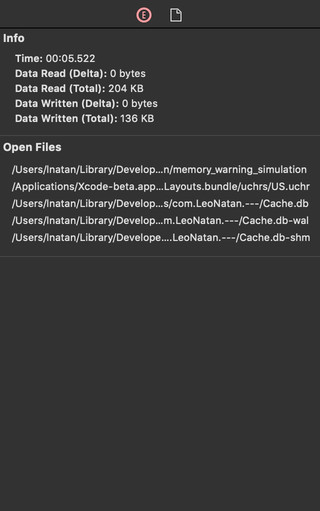 E
Info
Time: 00:05.522
Data Read (Delta): 0 bytes
Data Read (Total): 204 KB
Data Written (Delta): 0 bytes
Data Written (Total): 136 KB
Open Files
/Users/lnatan/Library/Develop...n/memory_warning_simulation
/Applications/Xcode-beta.app...Layouts.bundle/uchrs/US.uchr
/Users/lnatan/Library/Develop...s/com.LeoNatan.---/Cache.db
/Users/lnatan/Library/Develop...m.LeoNatan.---/Cache.db-wal
/Users/lnatan/Library/Develope....LeoNatan.---/Cache.db-shm